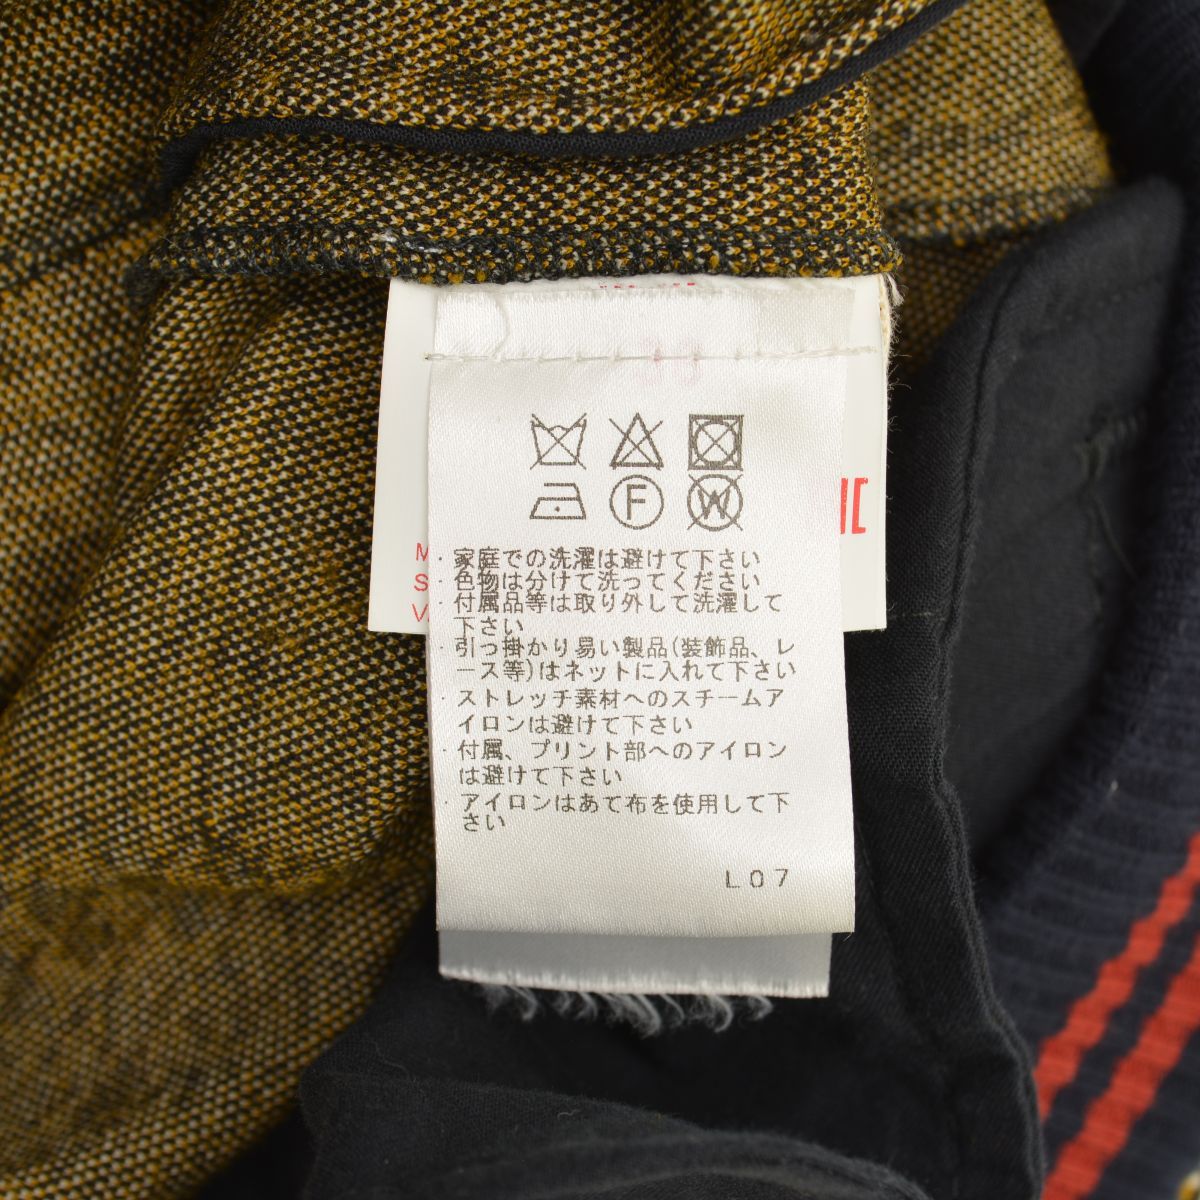 F W
M
S
V
・家庭での洗濯は避けて下さい
・色物は分けて洗ってください
・付属品等は取り外して洗濯して
下さい
・引っ掛かり易い製品(装飾品、レ
ース等)はネットに入れて下さい
・ストレッチ素材へのスチームア
イロンは避けて下さい
・付属、プリント部へのアイロン
は避けて下さい
・アイロンはあて布を使用して下
さい
L07